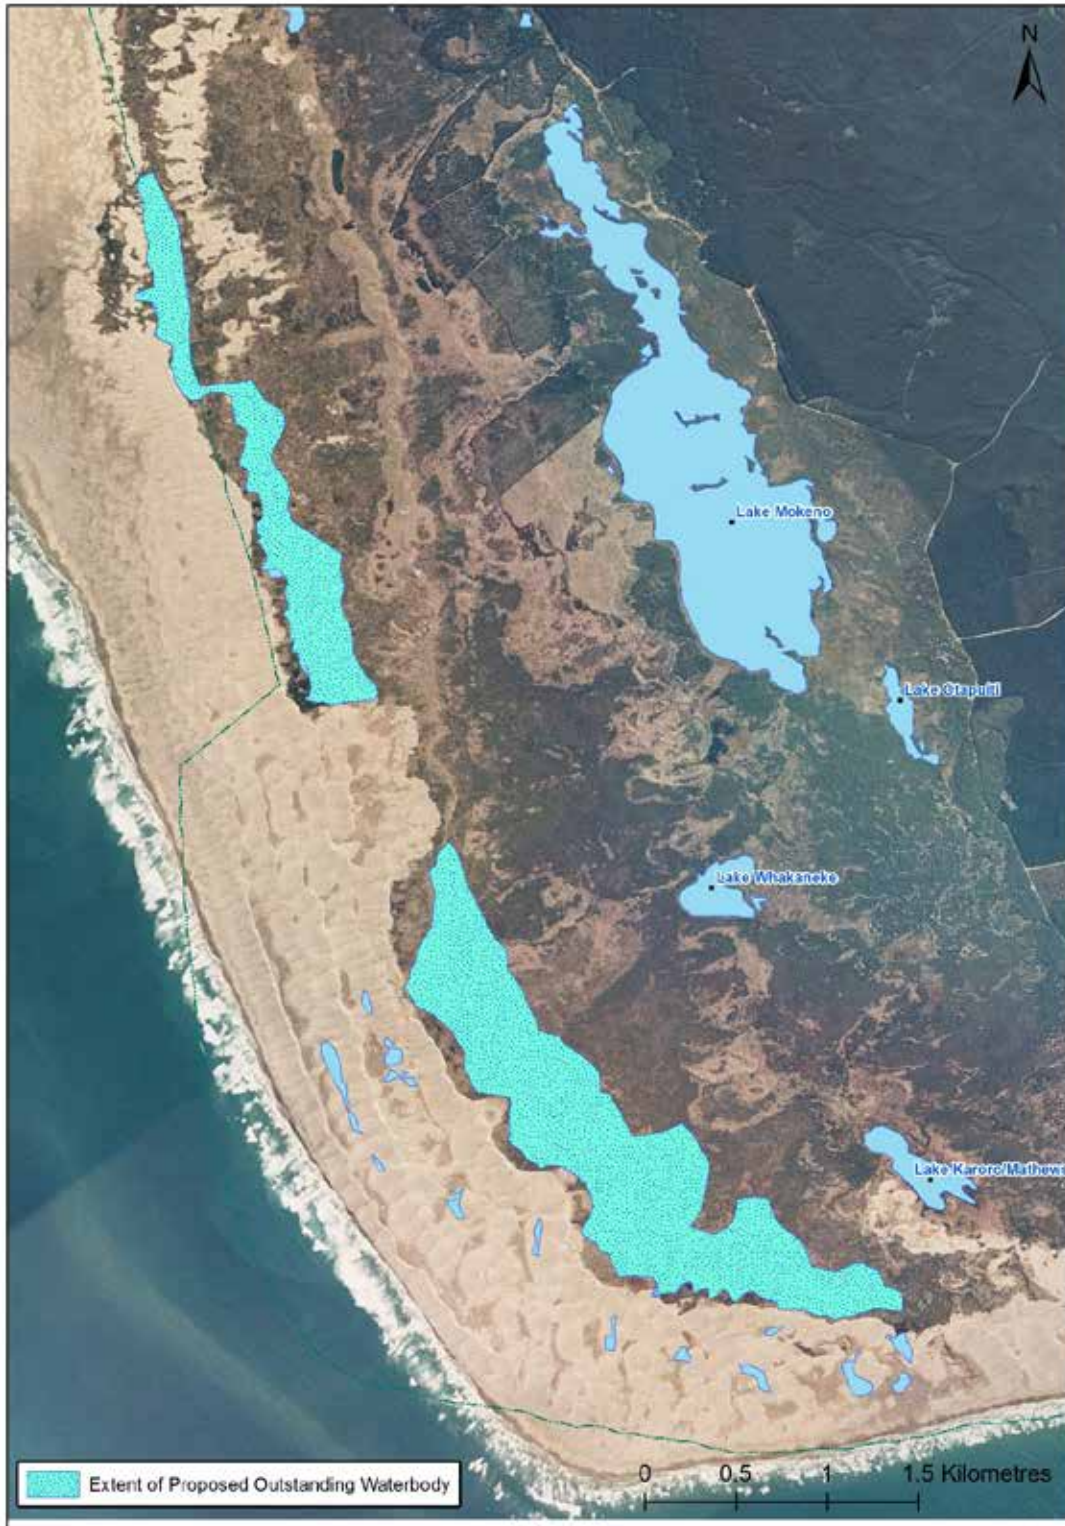 N
Lake Mokeno
Lake Otapuiti
Lake Whakaneke
Lake Karoro/Mathews
Extent of Proposed Outstanding Waterbody
0 0.5 1 1.5 Kilometres